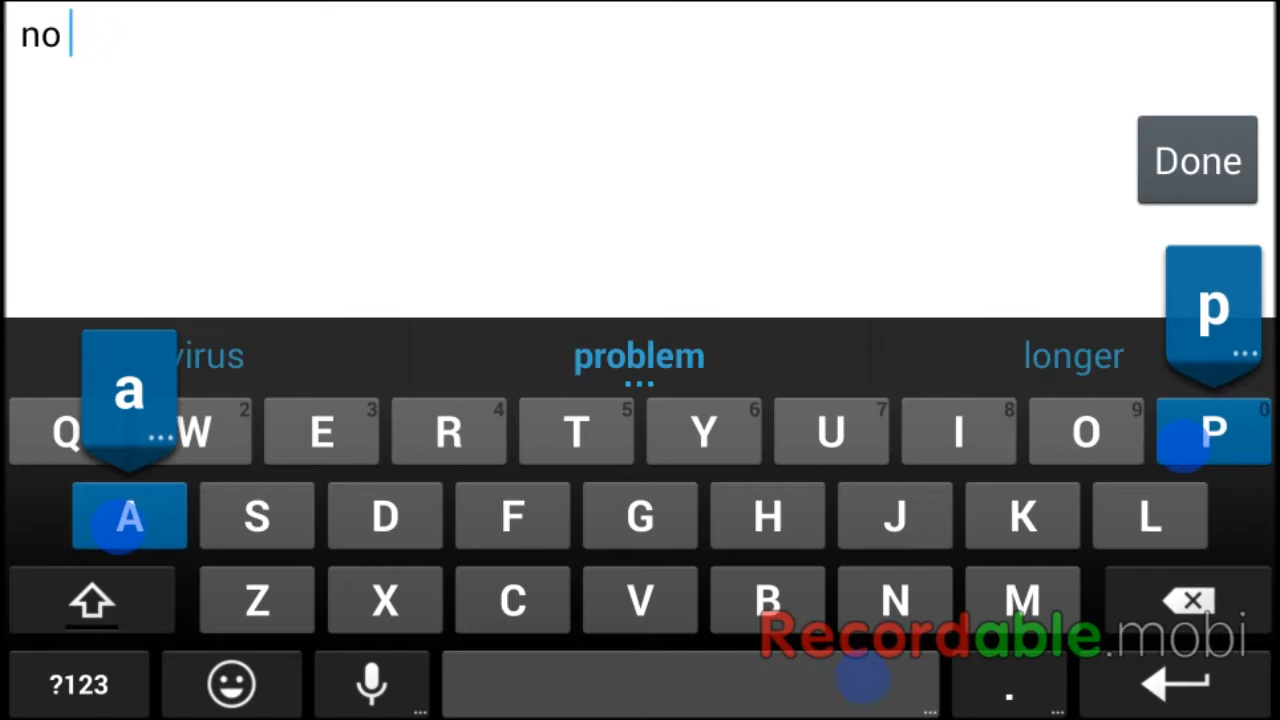 no
Done
p
virus problem longer
a
Q W 2 E 3 R 4 T 5 Y 6 U 7 I 8 O 9 P 0
A S D F G H J K L
Z X C V B N M
Recordable.mobi
?123 .